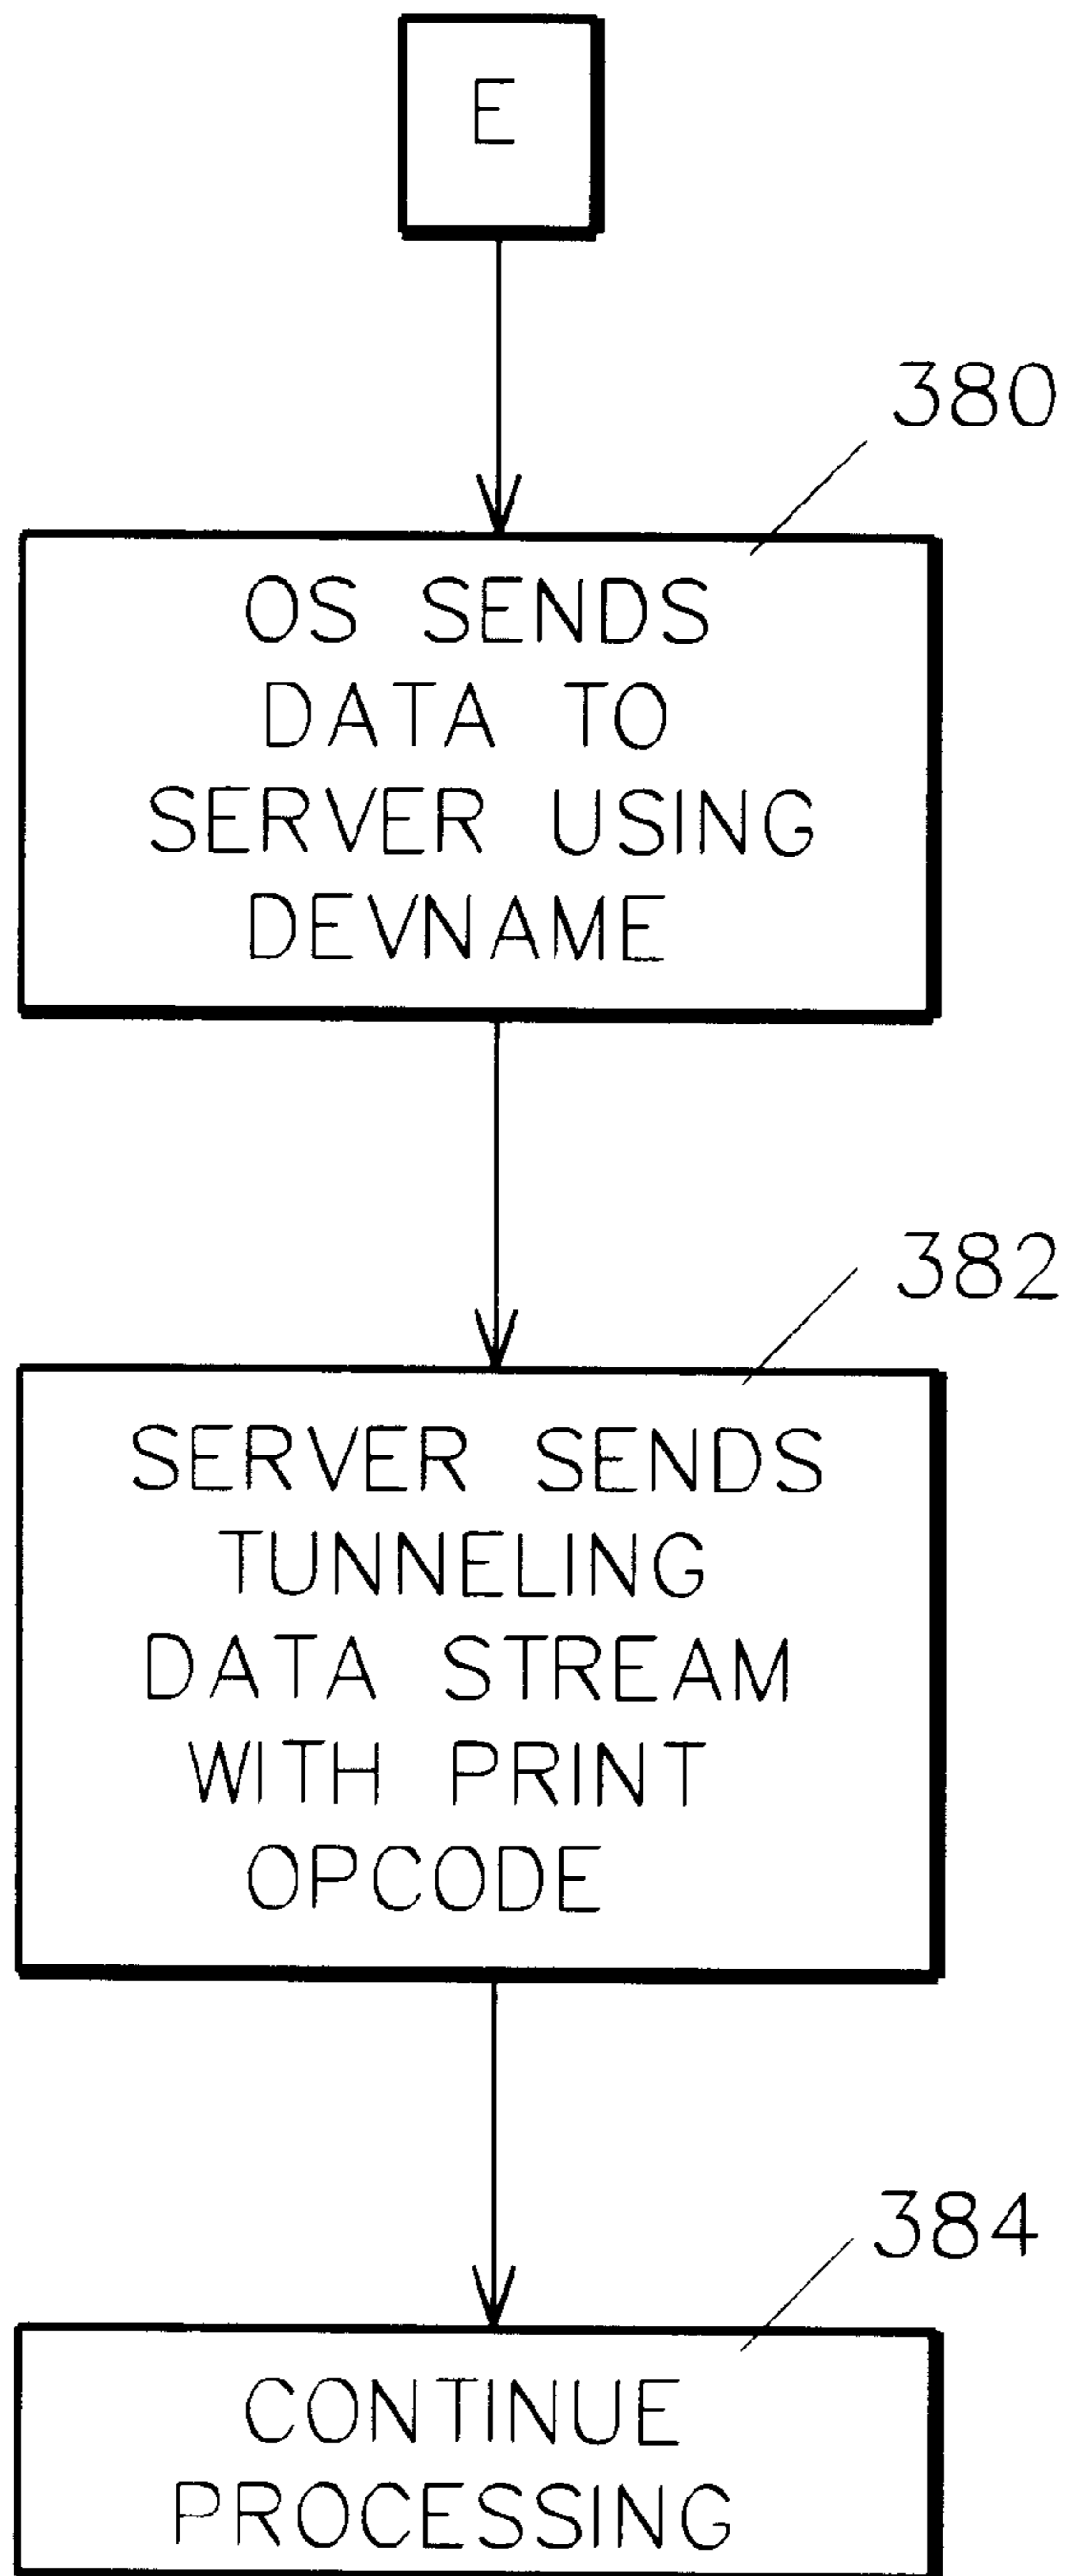 E
380
OS SENDS
DATA TO
SERVER USING
DEVNAME
382
SERVER SENDS
TUNNELING
DATA STREAM
WITH PRINT
OPCODE
384
CONTINUE
PROCESSING